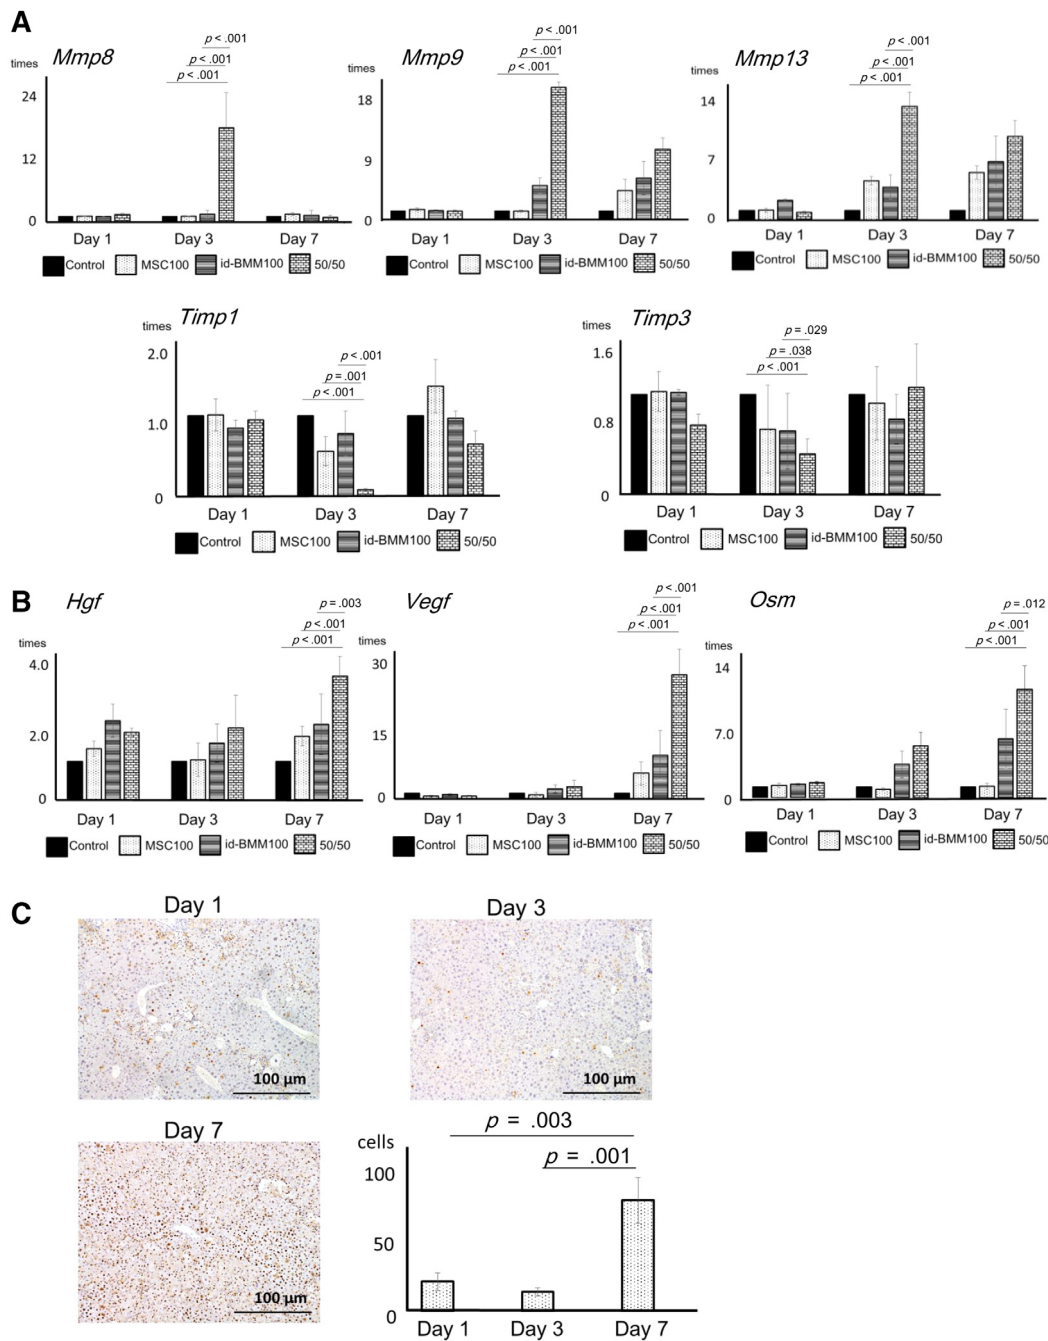 A
Mmp8
times
p < .001
p < .001
p < .001
24
12
0
Day 1 Day 3 Day 7
Control MSC100 id-BMM100 50/50
Mmp9
times
p < .001
p < .001
p < .001
18
9
0
Day 1 Day 3 Day 7
Control MSC100 id-BMM100 50/50
Mmp13
times
p < .001
p < .001
p < .001
14
7
0
Day 1 Day 3 Day 7
Control MSC100 id-BMM100 50/50
Timp1
times
p < .001
p = .001
p < .001
2.0
1.0
0
Day 1 Day 3 Day 7
Control MSC100 id-BMM100 50/50
Timp3
times
p = .029
p = .038
p < .001
1.6
0.8
0
Day 1 Day 3 Day 7
Control MSC100 id-BMM100 50/50
B
Hgf
times
p = .003
p < .001
p < .001
4.0
2.0
0
Day 1 Day 3 Day 7
Control MSC100 id-BMM100 50/50
Vegf
times
p < .001
p < .001
p < .001
30
15
0
Day 1 Day 3 Day 7
Control MSC100 id-BMM100 50/50
Osm
times
p = .012
p < .001
p < .001
14
7.0
0
Day 1 Day 3 Day 7
Control MSC100 id-BMM100 50/50
C
Day 1
100 µm
Day 3
100 µm
Day 7
100 µm
cells
p = .003
p = .001
100
50
0
Day 1 Day 3 Day 7